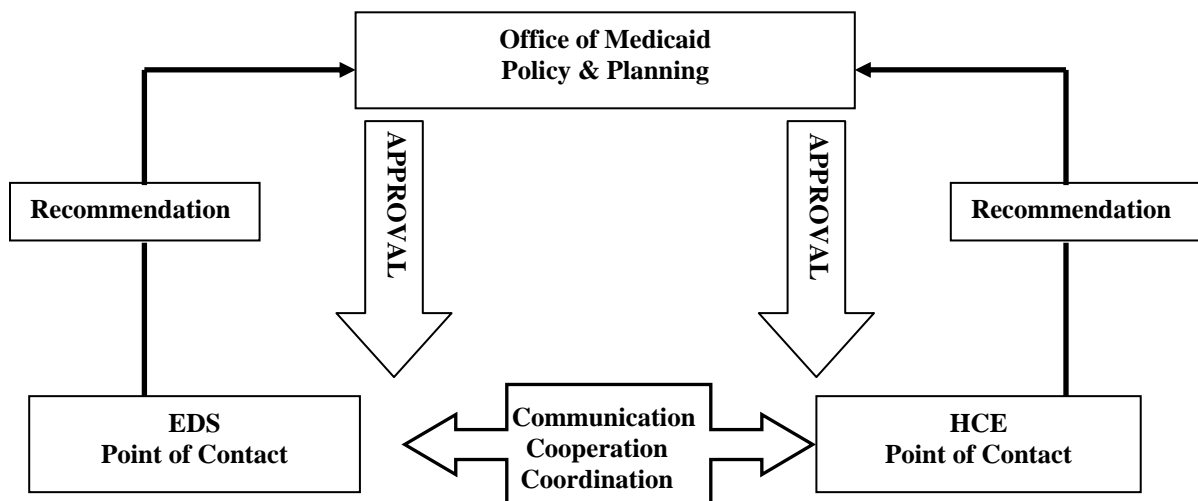 Office of Medicaid
Policy & Planning
APPROVAL
APPROVAL
Recommendation
Recommendation
EDS
Point of Contact
Communication
Cooperation
Coordination
HCE
Point of Contact